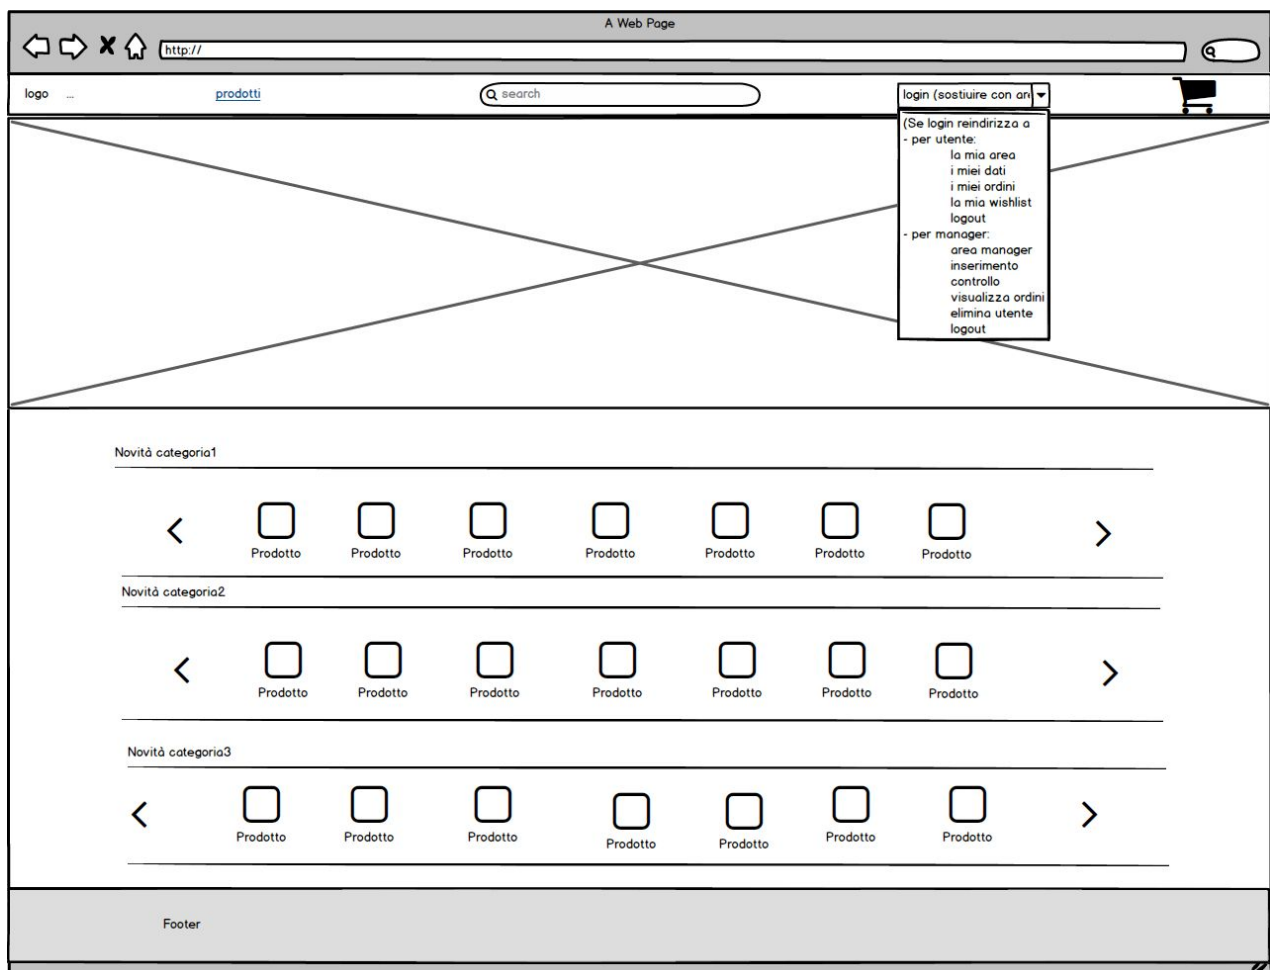 A Web Page
http://
logo ... prodotti search login (sostiuire con are
(Se login reindirizza a
- per utente:
la mia area
i miei dati
i miei ordini
la mia wishlist
logout
- per manager:
area manager
inserimento
controllo
visualizza ordini
elimina utente
logout
Novità categoria1
Prodotto Prodotto Prodotto Prodotto Prodotto Prodotto Prodotto
Novità categoria2
Prodotto Prodotto Prodotto Prodotto Prodotto Prodotto Prodotto
Novità categoria3
Prodotto Prodotto Prodotto Prodotto Prodotto Prodotto Prodotto
Footer